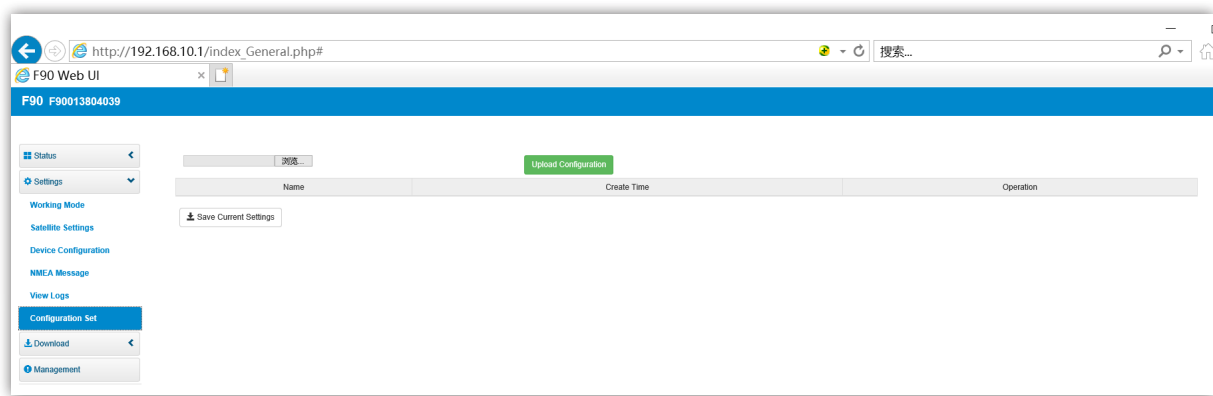 http://192.168.10.1/index_General.php#
搜索...
F90 Web UI
F90 F90013804039
Status
浏览...
Upload Configuration
Settings
Name Create Time Operation
Working Mode
Save Current Settings
Satellite Settings
Device Configuration
NMEA Message
View Logs
Configuration Set
Download
Management